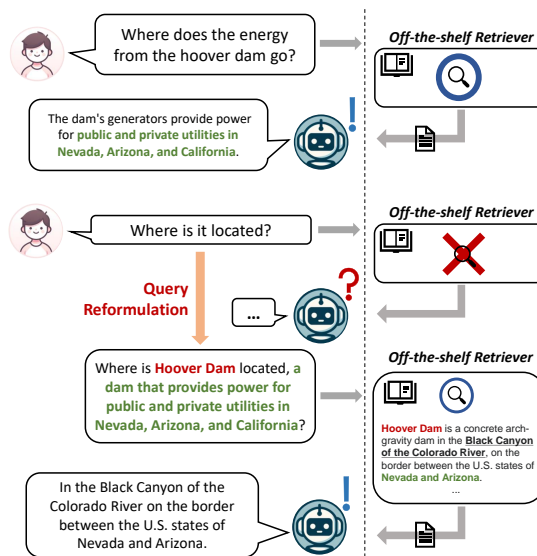 Where does the energy
from the hoover dam go?
Off-the-shelf Retriever
The dam's generators provide power
for public and private utilities in
Nevada, Arizona, and California.
!
Where is it located?
Off-the-shelf Retriever
Query
Reformulation
...
?
Where is Hoover Dam located, a
dam that provides power for
public and private utilities in
Nevada, Arizona, and California?
Off-the-shelf Retriever
Hoover Dam is a concrete arch-
gravity dam in the Black Canyon
of the Colorado River, on the
border between the U.S. states of
Nevada and Arizona.
...
In the Black Canyon of the
Colorado River on the border
between the U.S. states of
Nevada and Arizona.
!